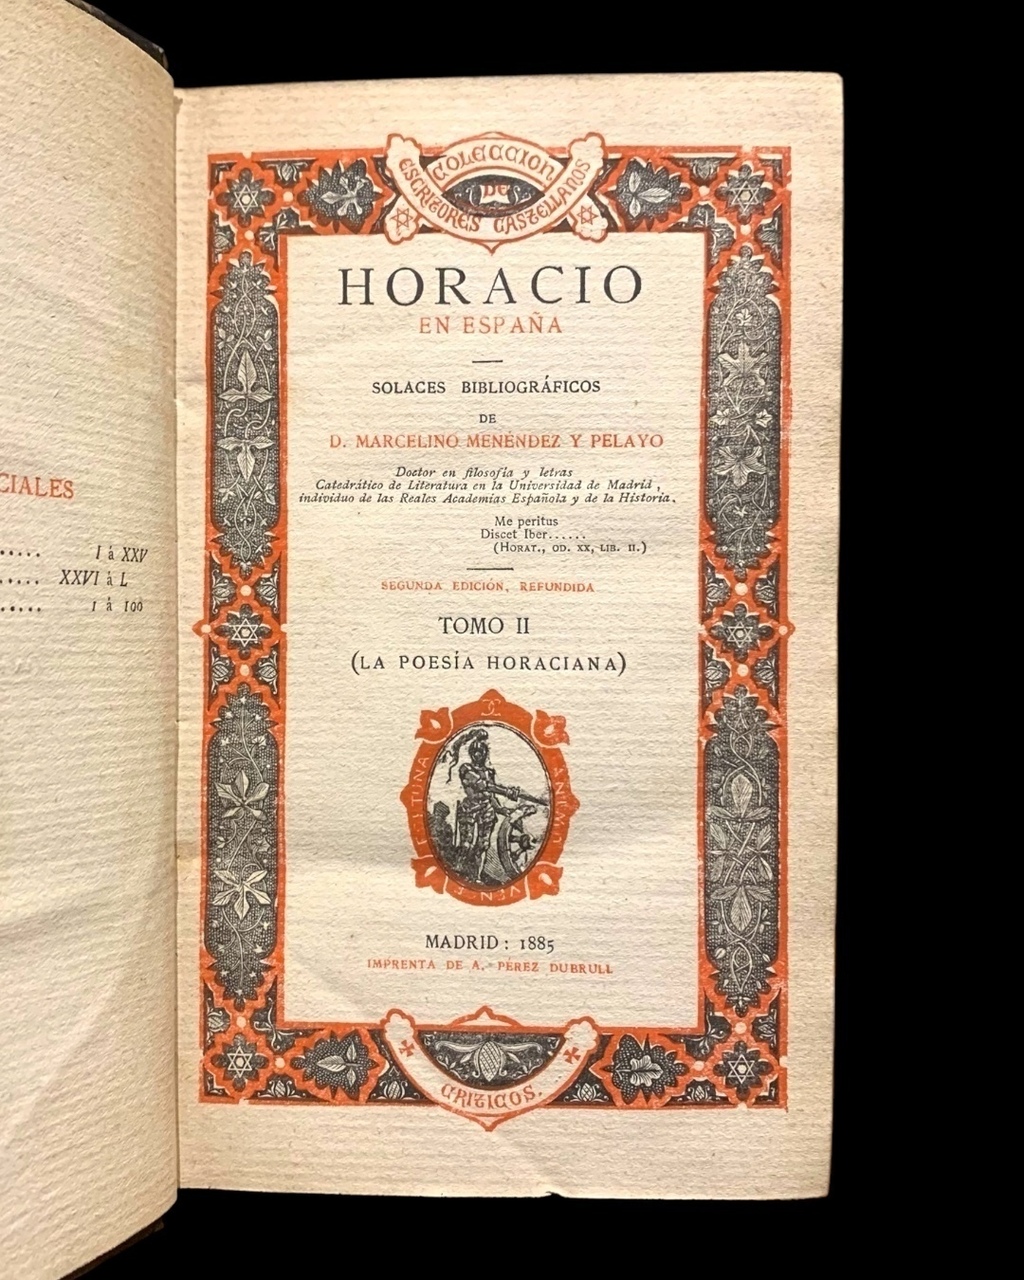 CIALES
..... I á XXV
..... XXVI á L
..... 1 á 100
COLECCION
DE
ESCRITORES CASTELLANOS
HORACIO
EN ESPAÑA
SOLACES BIBLIOGRÁFICOS
DE
D. MARCELINO MENÉNDEZ Y PELAYO
Doctor en filosofía y letras
Catedrático de Literatura en la Universidad de Madrid,
individuo de las Reales Academias Española y de la Historia.
Me peritus
Discet Iber......
(HORAT., OD. XX, LIB. II.)
SEGUNDA EDICIÓN, REFUNDIDA
TOMO II
(LA POESÍA HORACIANA)
VENCE
MADRID: 1885
IMPRENTA DE A. PÉREZ DUBRULL
CRITICOS.